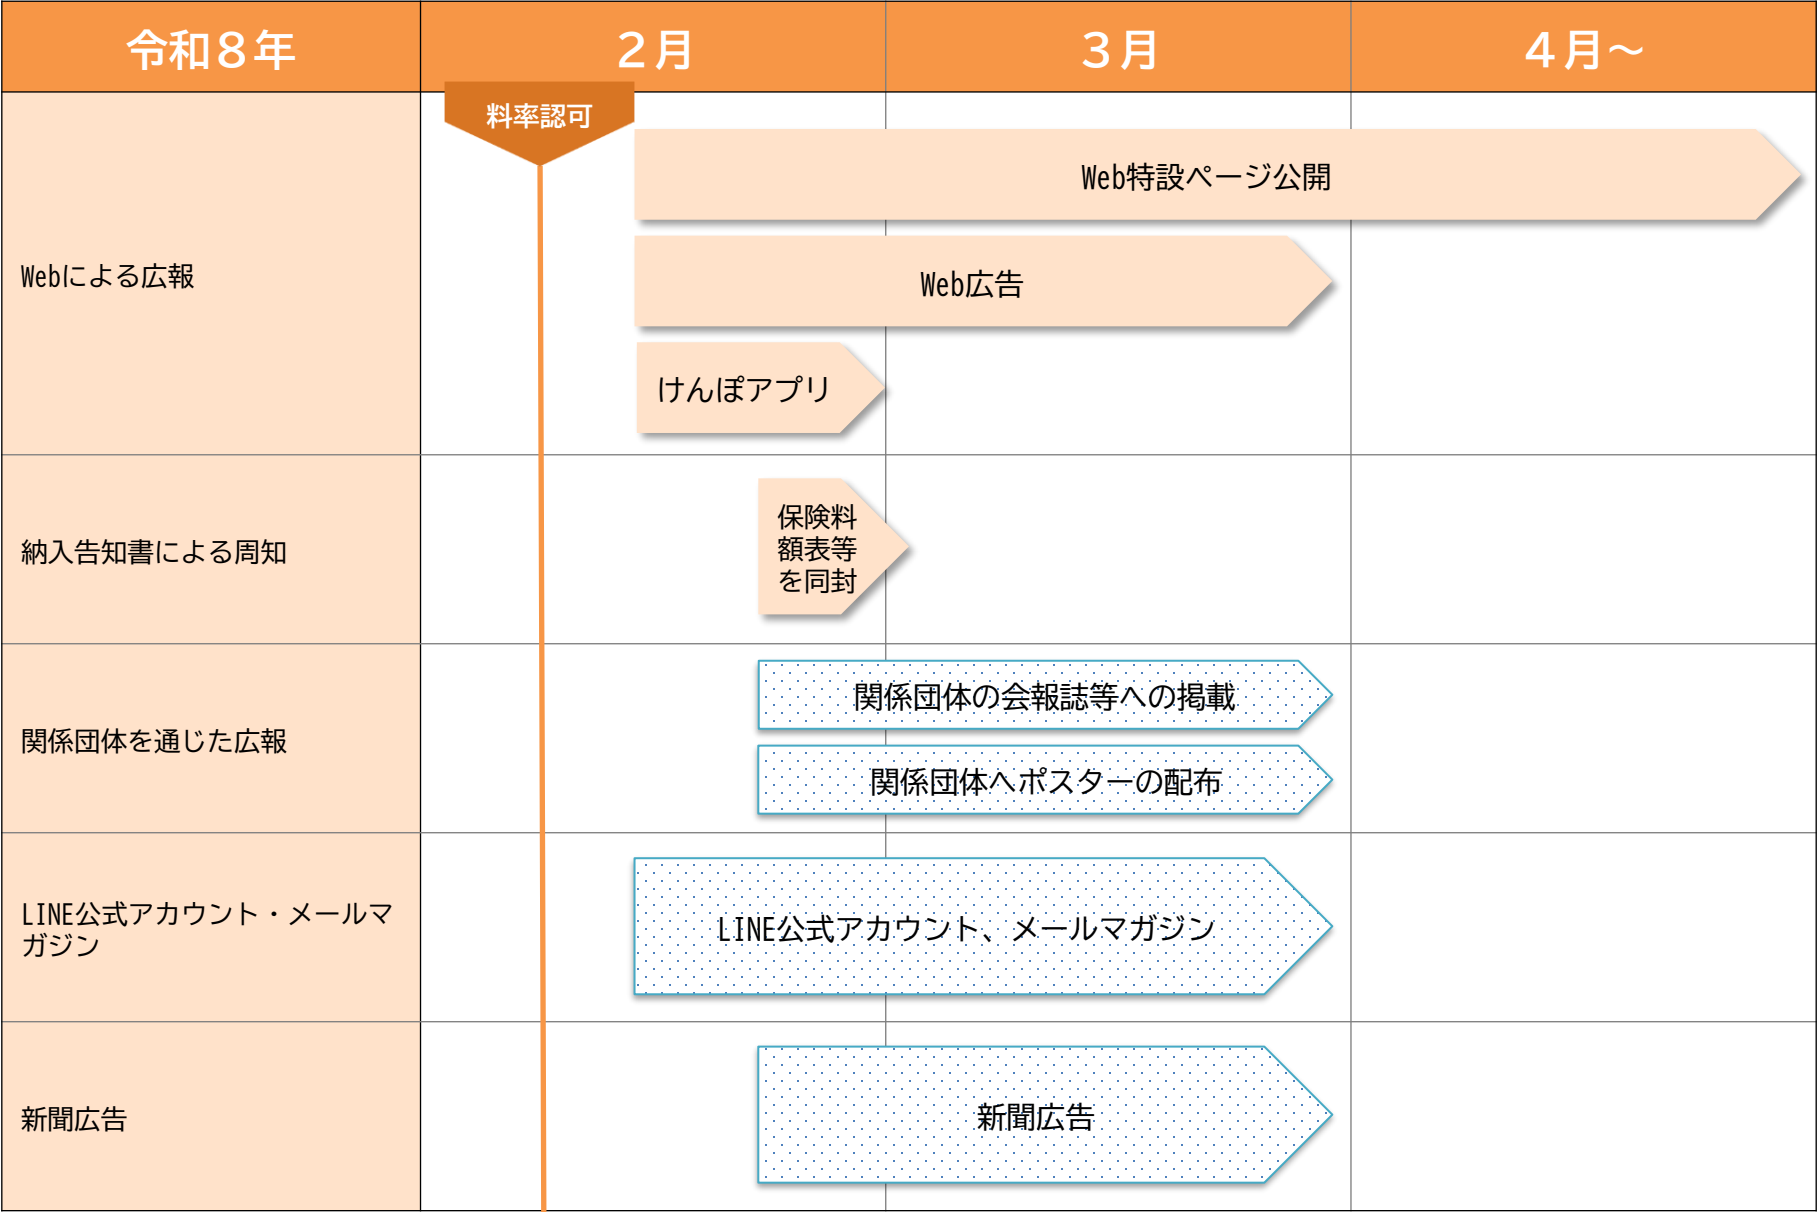 令和８年
２月
３月
４月～
料率認可
Webによる広報
Web特設ページ公開
Web広告
けんぽアプリ
納入告知書による周知
保険料
額表等
を同封
関係団体を通じた広報
関係団体の会報誌等への掲載
関係団体へポスターの配布
LINE公式アカウント・メールマ
ガジン
LINE公式アカウント、メールマガジン
新聞広告
新聞広告